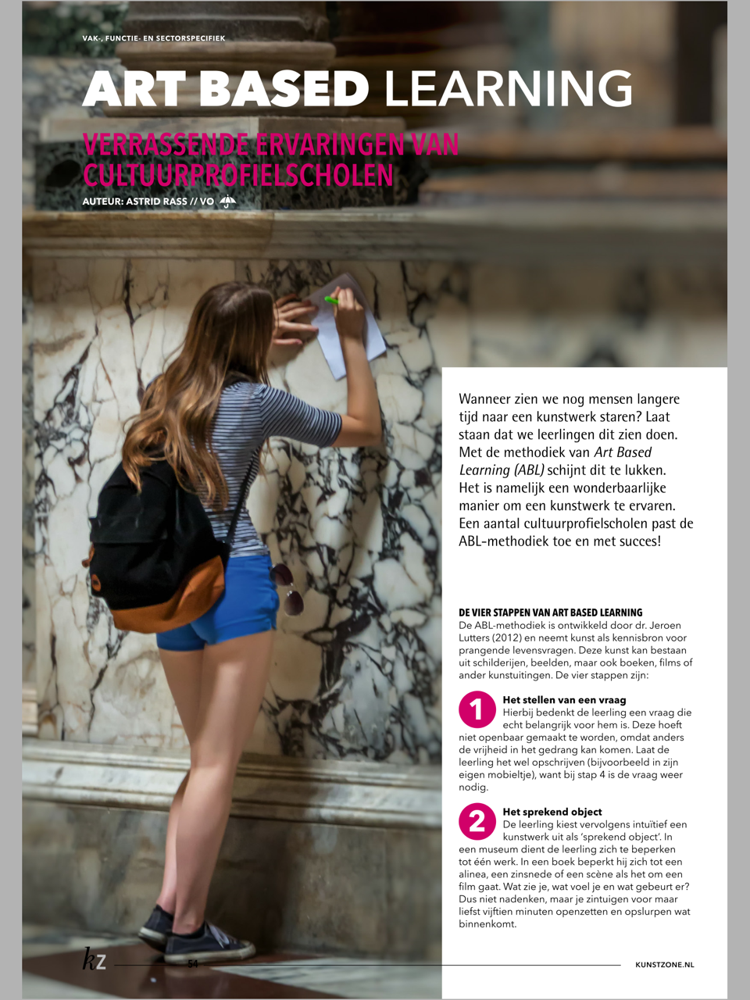 VAK-, FUNCTIE- EN SECTORSPECIFIEK
ART BASED LEARNING
VERRASSENDE ERVARINGEN VAN
CULTUURPROFIELSCHOLEN
AUTEUR: ASTRID RASS // VO
Wanneer zien we nog mensen langere
tijd naar een kunstwerk staren? Laat
staan dat we leerlingen dit zien doen.
Met de methodiek van Art Based
Learning (ABL) schijnt dit te lukken.
Het is namelijk een wonderbaarlijke
manier om een kunstwerk te ervaren.
Een aantal cultuurprofielscholen past de
ABL-methodiek toe en met succes!
DE VIER STAPPEN VAN ART BASED LEARNING
De ABL-methodiek is ontwikkeld door dr. Jeroen
Lutters (2012) en neemt kunst als kennisbron voor
prangende levensvragen. Deze kunst kan bestaan
uit schilderijen, beelden, maar ook boeken, films of
ander kunstuitingen. De vier stappen zijn:
1 Het stellen van een vraag
Hierbij bedenkt de leerling een vraag die
echt belangrijk voor hem is. Deze hoeft
niet openbaar gemaakt te worden, omdat anders
de vrijheid in het gedrang kan komen. Laat de
leerling het wel opschrijven (bijvoorbeeld in zijn
eigen mobieltje), want bij stap 4 is de vraag weer
nodig.
2 Het sprekend object
De leerling kiest vervolgens intuïtief een
kunstwerk uit als ‘sprekend object’. In
een museum dient de leerling zich te beperken
tot één werk. In een boek beperkt hij zich tot een
alinea, een zinsnede of een scène als het om een
film gaat. Wat zie je, wat voel je en wat gebeurt er?
Dus niet nadenken, maar je zintuigen voor maar
liefst vijftien minuten openzetten en opslurpen wat
binnenkomt.
kz 54 KUNSTZONE.NL